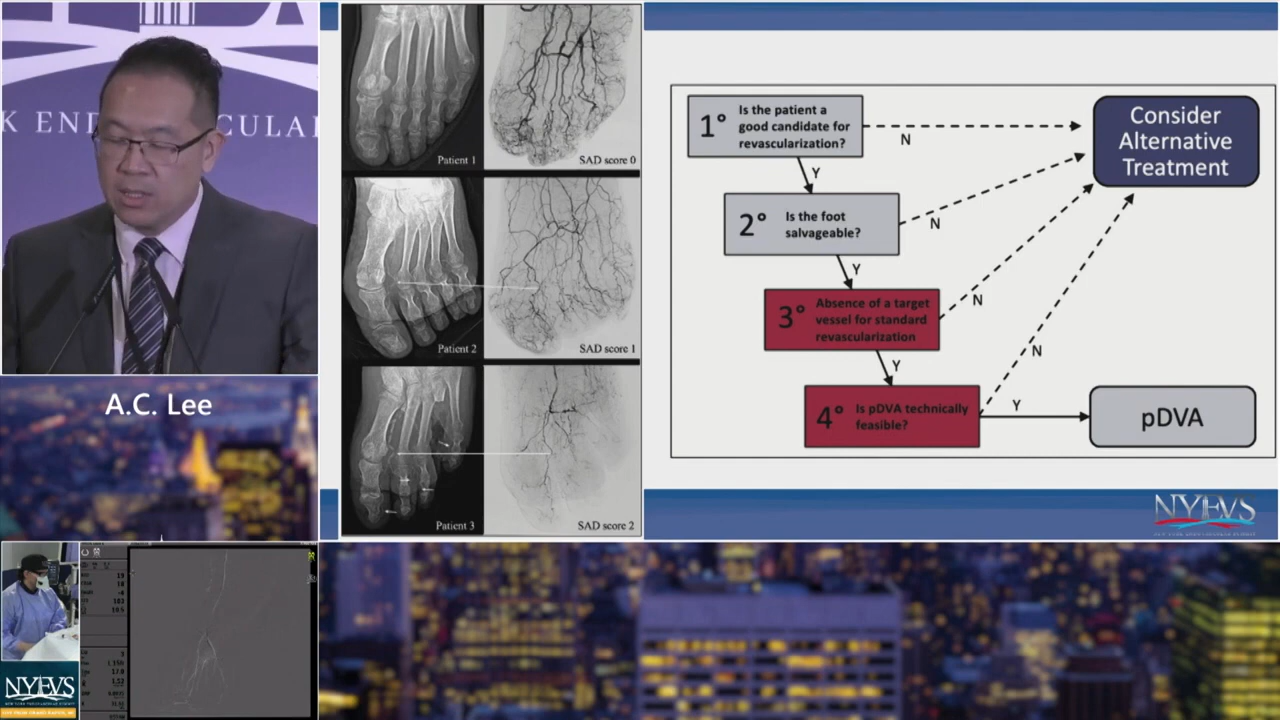 K END
CULAR
A.C. Lee
NYEVS
Patient 1
SAD score 0
Patient 2
SAD score 1
Patient 3
SAD score 2
1° Is the patient a
good candidate for
revascularization?
N
Consider
Alternative
Treatment
Y
2° Is the foot
salvageable?
N
Y
3° Absence of a target
vessel for standard
revascularization
N
Y
4° Is pDVA technically
feasible?
N
Y
pDVA
NYEVS